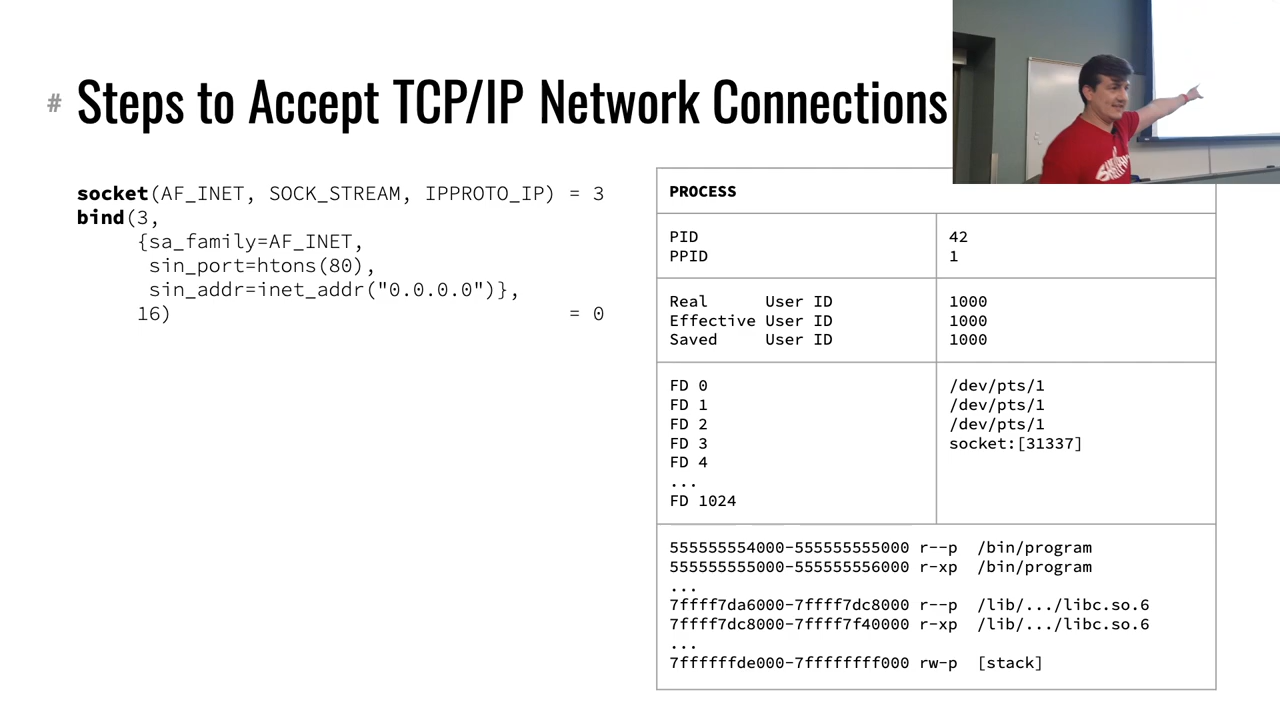 # Steps to Accept TCP/IP Network Connections
socket(AF_INET, SOCK_STREAM, IPPROTO_IP) = 3
bind(3,
{sa_family=AF_INET,
sin_port=htons(80),
sin_addr=inet_addr("0.0.0.0")},
16) = 0
PROCESS
PID 42
PPID 1
Real User ID 1000
Effective User ID 1000
Saved User ID 1000
FD 0 /dev/pts/1
FD 1 /dev/pts/1
FD 2 /dev/pts/1
FD 3 socket:[31337]
FD 4
...
FD 1024
555555554000-555555555000 r--p /bin/program
555555555000-555555556000 r-xp /bin/program
...
7ffff7da6000-7ffff7dc8000 r--p /lib/.../libc.so.6
7ffff7dc8000-7ffff7f40000 r-xp /lib/.../libc.so.6
...
7ffffffde000-7ffffffff000 rw-p [stack]